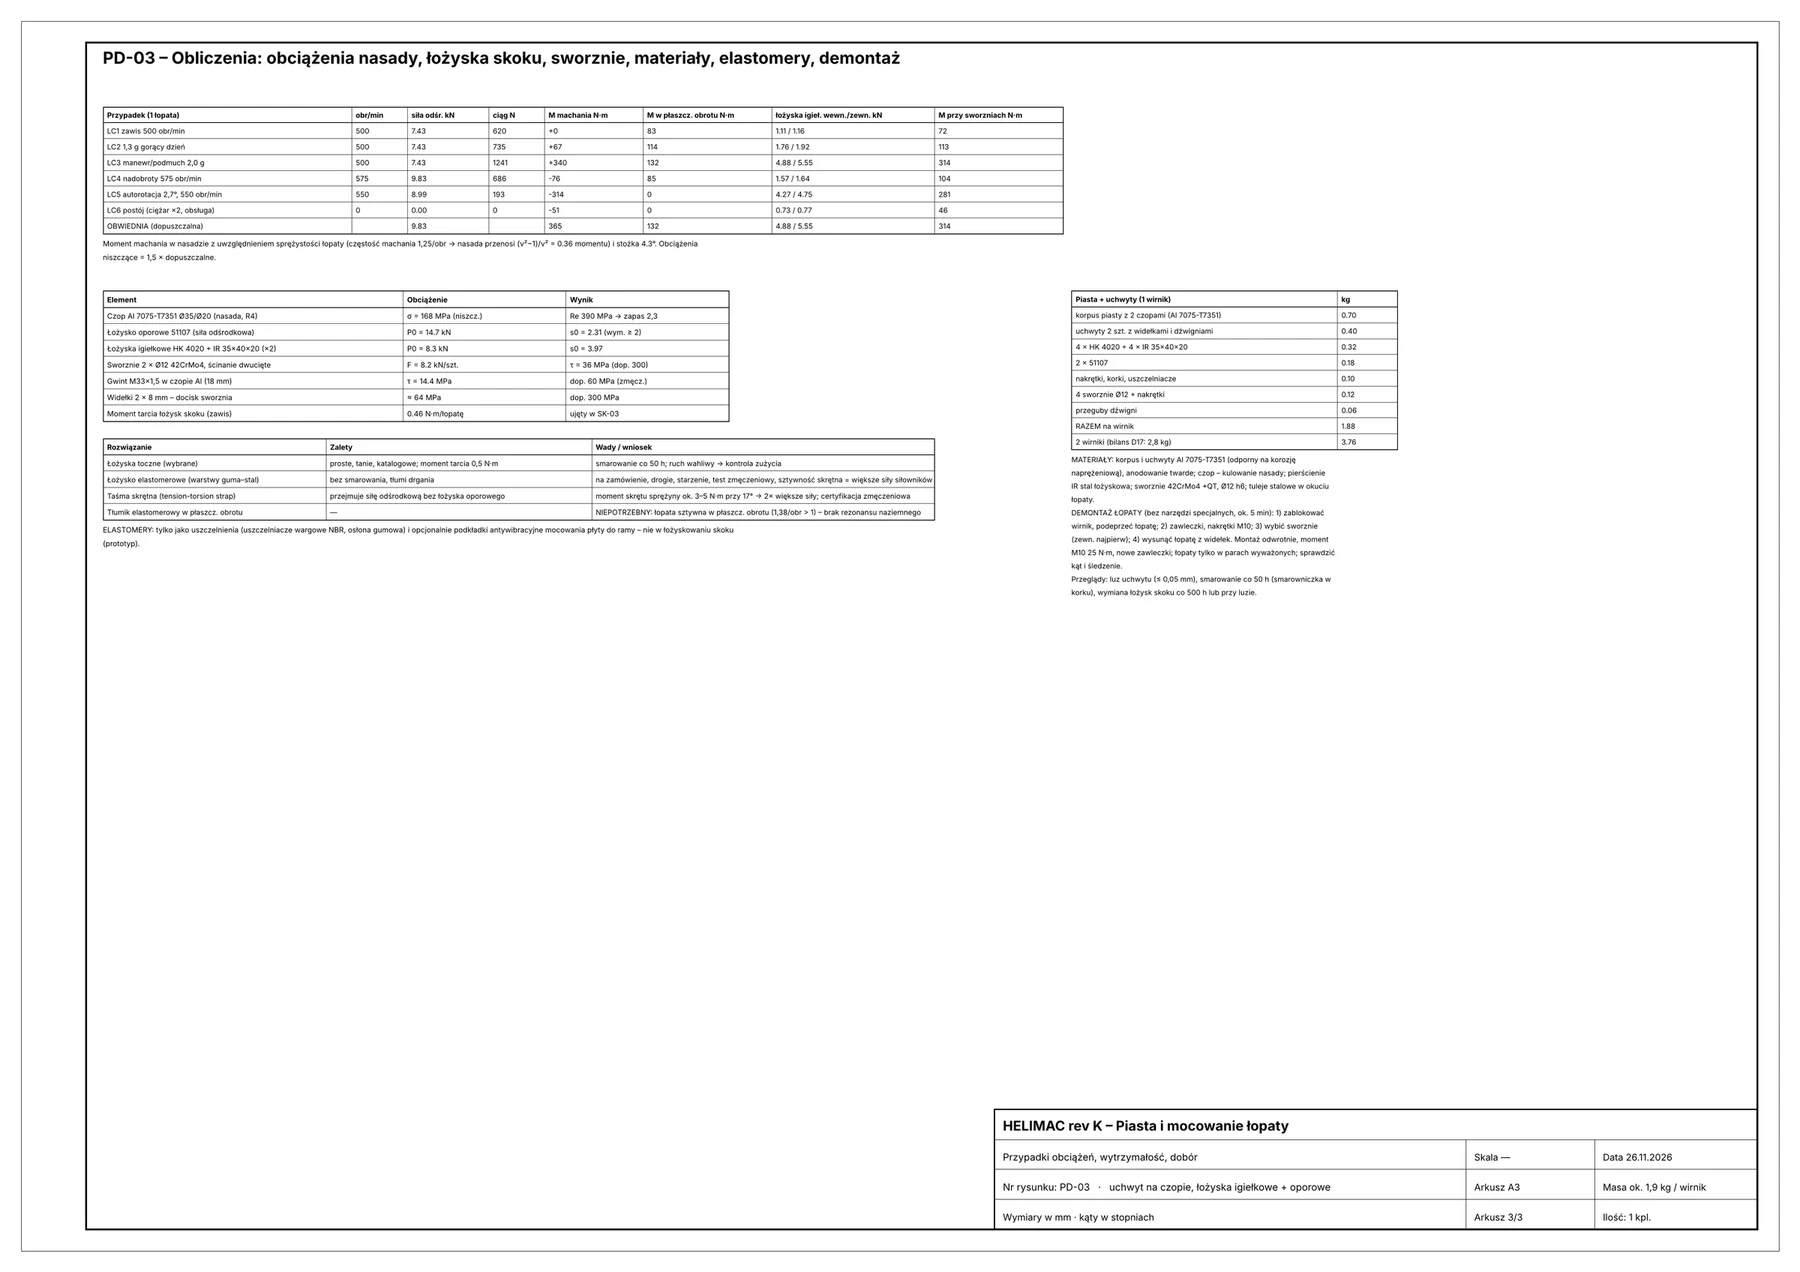 PD-03 – Obliczenia: obciążenia nasady, łożyska skoku, sworznie, materiały, elastomery, demontaż
Przypadek (1 łopata) obr/min siła odśr. kN ciąg N M machania N·m M w płaszcz. obrotu N·m łożyska igieł. wewn./zewn. kN M przy sworzniach N·m
LC1 zawis 500 obr/min 500 7.43 620 +0 83 1.11 / 1.16 72
LC2 1,3 g gorący dzień 500 7.43 735 +67 114 1.76 / 1.92 113
LC3 manewr/podmuch 2,0 g 500 7.43 1241 +340 132 4.88 / 5.55 314
LC4 nadobroty 575 obr/min 575 9.83 686 -76 85 1.57 / 1.64 104
LC5 autorotacja 2,7°, 550 obr/min 550 8.99 193 -314 0 4.27 / 4.75 281
LC6 postój (ciężar ×2, obsługa) 0 0.00 0 -51 0 0.73 / 0.77 46
OBWIEDNIA (dopuszczalna) 9.83 365 132 4.88 / 5.55 314
Moment machania w nasadzie z uwzględnieniem sprężystości łopaty (częstość machania 1,25/obr → nasada przenosi (ν²−1)/ν² = 0.36 momentu) i stożka 4.3°. Obciążenia
niszczące = 1,5 × dopuszczalne.
Element Obciążenie Wynik
Czop Al 7075-T7351 Ø35/Ø20 (nasada, R4) σ = 168 MPa (niszcz.) Re 390 MPa → zapas 2,3
Łożysko oporowe 51107 (siła odśrodkowa) P0 = 14.7 kN s0 = 2.31 (wym. ≥ 2)
Łożyska igiełkowe HK 4020 + IR 35×40×20 (×2) P0 = 8.3 kN s0 = 3.97
Sworznie 2 × Ø12 42CrMo4, ścinanie dwucięte F = 8.2 kN/szt. τ = 36 MPa (dop. 300)
Gwint M33×1,5 w czopie Al (18 mm) τ = 14.4 MPa dop. 60 MPa (zmęcz.)
Widełki 2 × 8 mm – docisk sworznia ≈ 64 MPa dop. 300 MPa
Moment tarcia łożysk skoku (zawis) 0.46 N·m/łopatę ujęty w SK-03
Rozwiązanie Zalety Wady / wniosek
Łożyska toczne (wybrane) proste, tanie, katalogowe; moment tarcia 0,5 N·m smarowanie co 50 h; ruch wahliwy → kontrola zużycia
Łożysko elastomerowe (warstwy guma–stal) bez smarowania, tłumi drgania na zamówienie, drogie, starzenie, test zmęczeniowy, sztywność skrętna = większe siły siłowników
Taśma skrętna (tension-torsion strap) przejmuje siłę odśrodkową bez łożyska oporowego moment skrętu sprężyny ok. 3–5 N·m przy 17° → 2× większe siły; certyfikacja zmęczeniowa
Tłumik elastomerowy w płaszcz. obrotu — NIEPOTRZEBNY: łopata sztywna w płaszcz. obrotu (1,38/obr > 1) – brak rezonansu naziemnego
ELASTOMERY: tylko jako uszczelnienia (uszczelniacze wargowe NBR, osłona gumowa) i opcjonalnie podkładki antywibracyjne mocowania płyty do ramy – nie w łożyskowaniu skoku
(prototyp).
Piasta + uchwyty (1 wirnik) kg
korpus piasty z 2 czopami (Al 7075-T7351) 0.70
uchwyty 2 szt. z widełkami i dźwigniami 0.40
4 × HK 4020 + 4 × IR 35×40×20 0.32
2 × 51107 0.18
nakrętki, korki, uszczelniacze 0.10
4 sworznie Ø12 + nakrętki 0.12
przeguby dźwigni 0.06
RAZEM na wirnik 1.88
2 wirniki (bilans D17: 2,8 kg) 3.76
MATERIAŁY: korpus i uchwyty Al 7075-T7351 (odporny na korozję
naprężeniową), anodowanie twarde; czop – kulowanie nasady; pierścienie
IR stal łożyskowa; sworznie 42CrMo4 +QT, Ø12 h6; tuleje stalowe w okuciu
łopaty.
DEMONTAŻ ŁOPATY (bez narzędzi specjalnych, ok. 5 min): 1) zablokować
wirnik, podeprzeć łopatę; 2) zawleczki, nakrętki M10; 3) wybić sworznie
(zewn. najpierw); 4) wysunąć łopatę z widełek. Montaż odwrotnie, moment
M10 25 N·m, nowe zawleczki; łopaty tylko w parach wyważonych; sprawdzić
kąt i śledzenie.
Przeglądy: luz uchwytu (≤ 0,05 mm), smarowanie co 50 h (smarowniczka w
korku), wymiana łożysk skoku co 500 h lub przy luzie.
HELIMAC rev K – Piasta i mocowanie łopaty
Przypadki obciążeń, wytrzymałość, dobór Skala — Data 26.11.2026
Nr rysunku: PD-03 · uchwyt na czopie, łożyska igiełkowe + oporowe Arkusz A3 Masa ok. 1,9 kg / wirnik
Wymiary w mm · kąty w stopniach Arkusz 3/3 Ilość: 1 kpl.